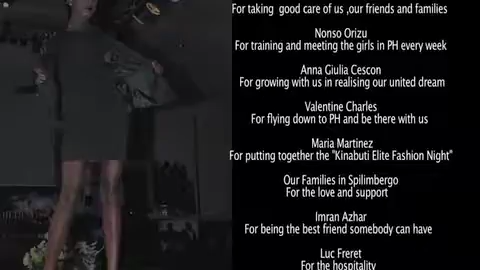 For taking good care of us ,our friends and families
Nonso Orizu
For training and meeting the girls in PH every week
Anna Giulia Cescon
For growing with us in realising our united dream
Valentine Charles
For flying down to PH and be there with us
Maria Martinez
For putting together the "Kinabuti Elite Fashion Night"
Our Families in Spilimbergo
For the love and support
Imran Azhar
For being the best friend somebody can have
Luc Freret
For the hospitality